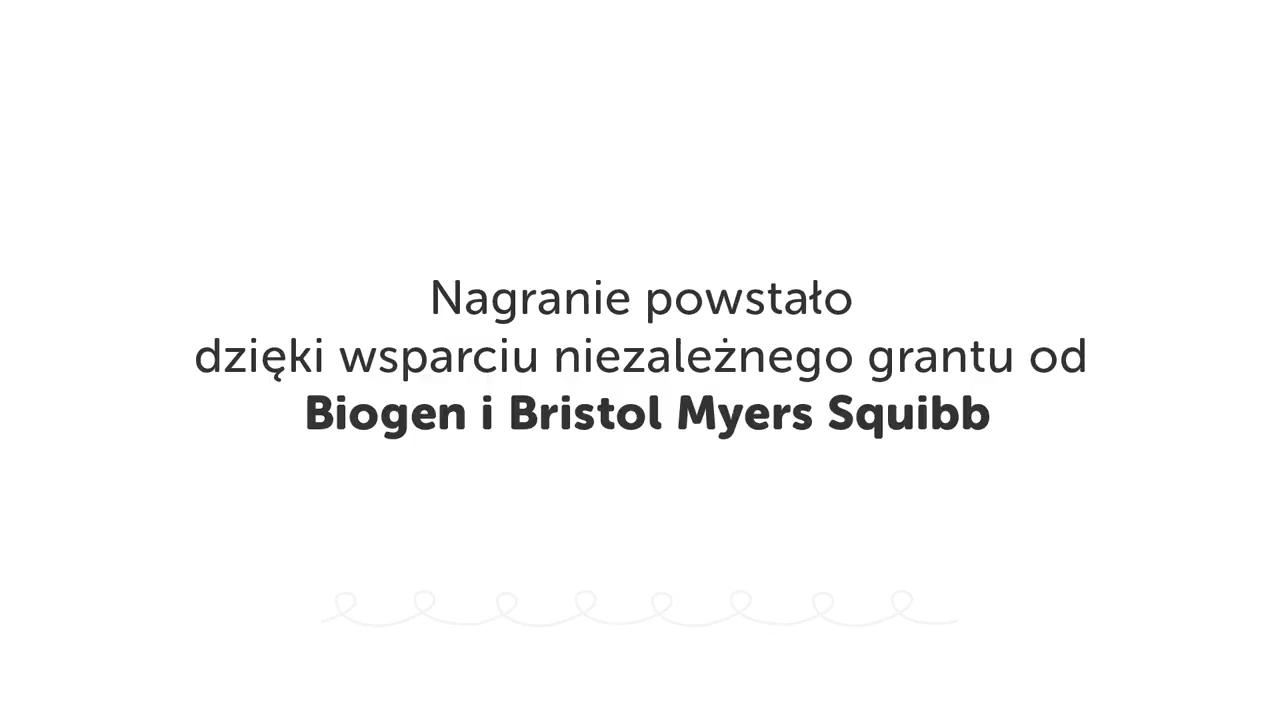 Nagranie powstało
dzięki wsparciu niezależnego grantu od
Biogen i Bristol Myers Squibb